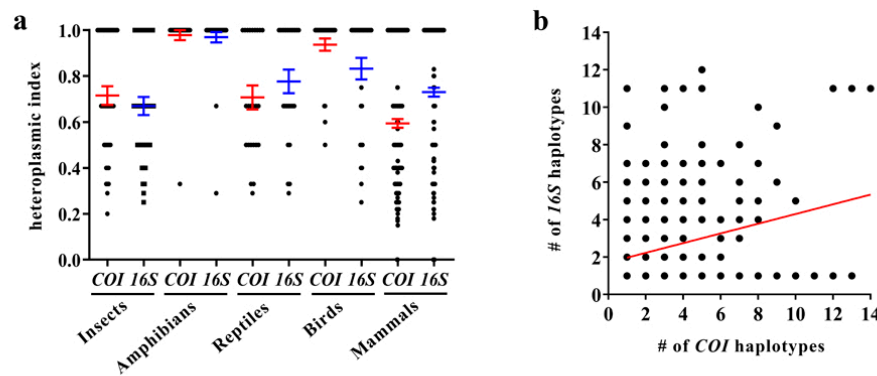 a
b
heteroplasmic index
1.0
0.8
0.6
0.4
0.2
0.0
COI 16S COI 16S COI 16S COI 16S COI 16S
Insects
Amphibians
Reptiles
Birds
Mammals
# of 16S haplotypes
14
12
10
8
6
4
2
0
0 2 4 6 8 10 12 14
# of COI haplotypes